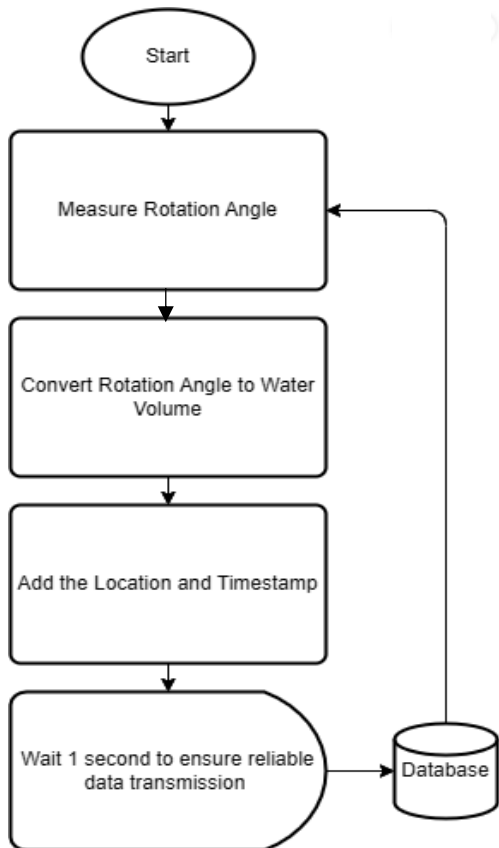 Start
Measure Rotation Angle
Convert Rotation Angle to Water
Volume
Add the Location and Timestamp
Wait 1 second to ensure reliable
data transmission
Database